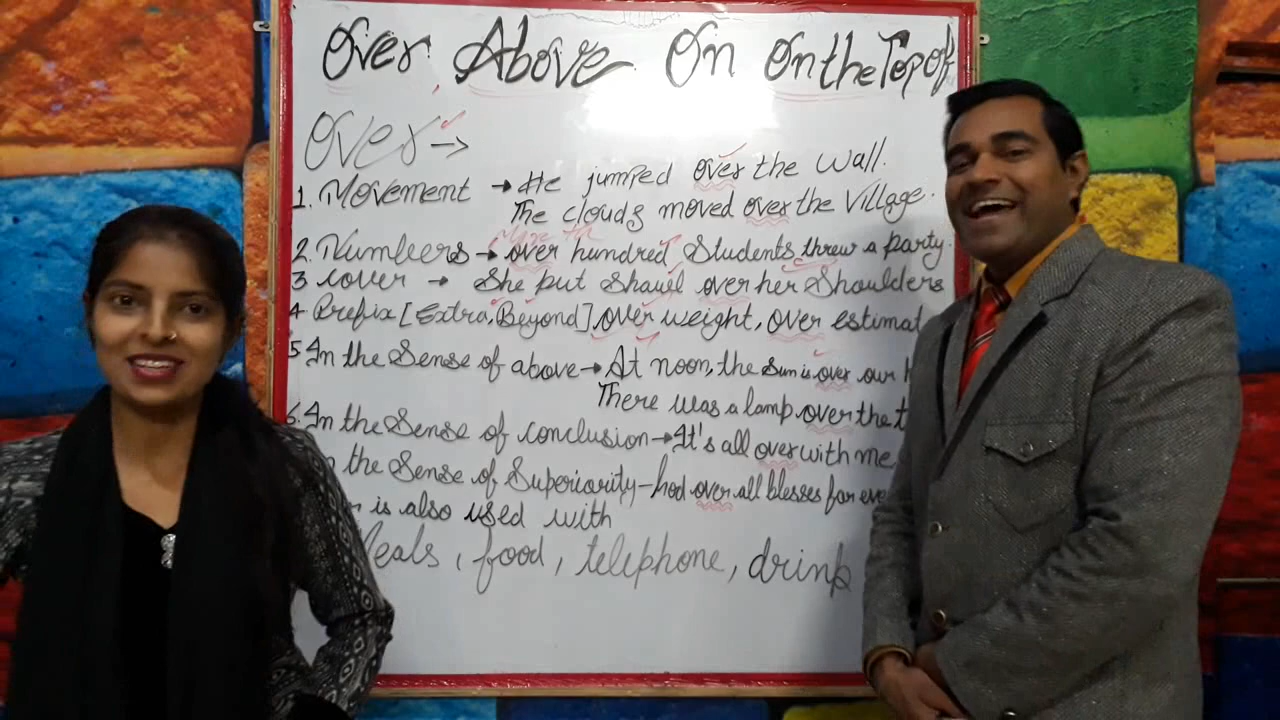 Over Above On On the Top of
Over →
1. Movement → He jumped over the Wall.
The clouds moved over the Village.
2. Numbers → over hundred Students threw a party.
3 cover → She put Shawl over her Shoulders
4 Prefix [Extra, Beyond], over weight, over estimat
5 In the Sense of above → At noon, the Sun is over our
There was a lamp over the t
6. In the Sense of conclusion → It's all over with me
the Sense of Superiority - God over all blesses for eve
is also used with
eals, food, telephone, drink